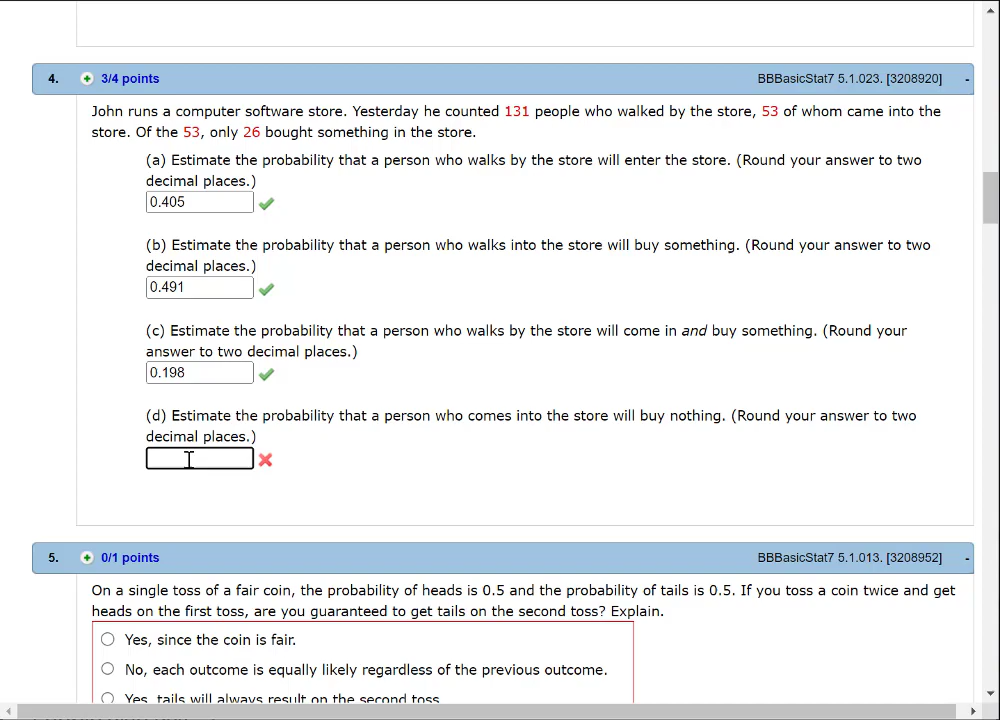 4. 3/4 points BBBasicStat7 5.1.023. [3208920] -
John runs a computer software store. Yesterday he counted 131 people who walked by the store, 53 of whom came into the
store. Of the 53, only 26 bought something in the store.
(a) Estimate the probability that a person who walks by the store will enter the store. (Round your answer to two
decimal places.)
0.405
(b) Estimate the probability that a person who walks into the store will buy something. (Round your answer to two
decimal places.)
0.491
(c) Estimate the probability that a person who walks by the store will come in and buy something. (Round your
answer to two decimal places.)
0.198
(d) Estimate the probability that a person who comes into the store will buy nothing. (Round your answer to two
decimal places.)
5. 0/1 points BBBasicStat7 5.1.013. [3208952] -
On a single toss of a fair coin, the probability of heads is 0.5 and the probability of tails is 0.5. If you toss a coin twice and get
heads on the first toss, are you guaranteed to get tails on the second toss? Explain.
Yes, since the coin is fair.
No, each outcome is equally likely regardless of the previous outcome.
Yes, tails will always result on the second toss.